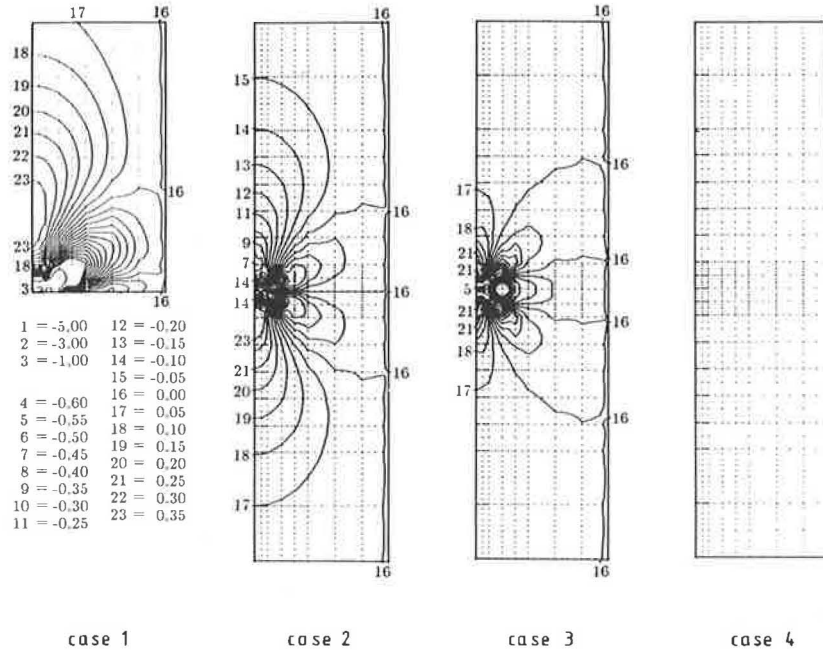 17 16
18
19
20
21
22
23
16
23
18
3
16
16
15
14
13
12
11
16
9
7
14
16
14
23
21
20
16
19
18
17
16
16
17
16
18
21
16
21
5
21
21
16
18
17
16
16
1 = -5,00
2 = -3.00
3 = -1,00
4 = -0,60
5 = -0,55
6 = -0,50
7 = -0,45
8 = -0,40
9 = -0,35
10 = -0,30
11 = -0,25
12 = -0,20
13 = -0,15
14 = -0,10
15 = -0,05
16 = 0,00
17 = 0,05
18 = 0,10
19 = 0,15
20 = 0,20
21 = 0,25
22 = 0,30
23 = 0,35
case 1 case 2 case 3 case 4